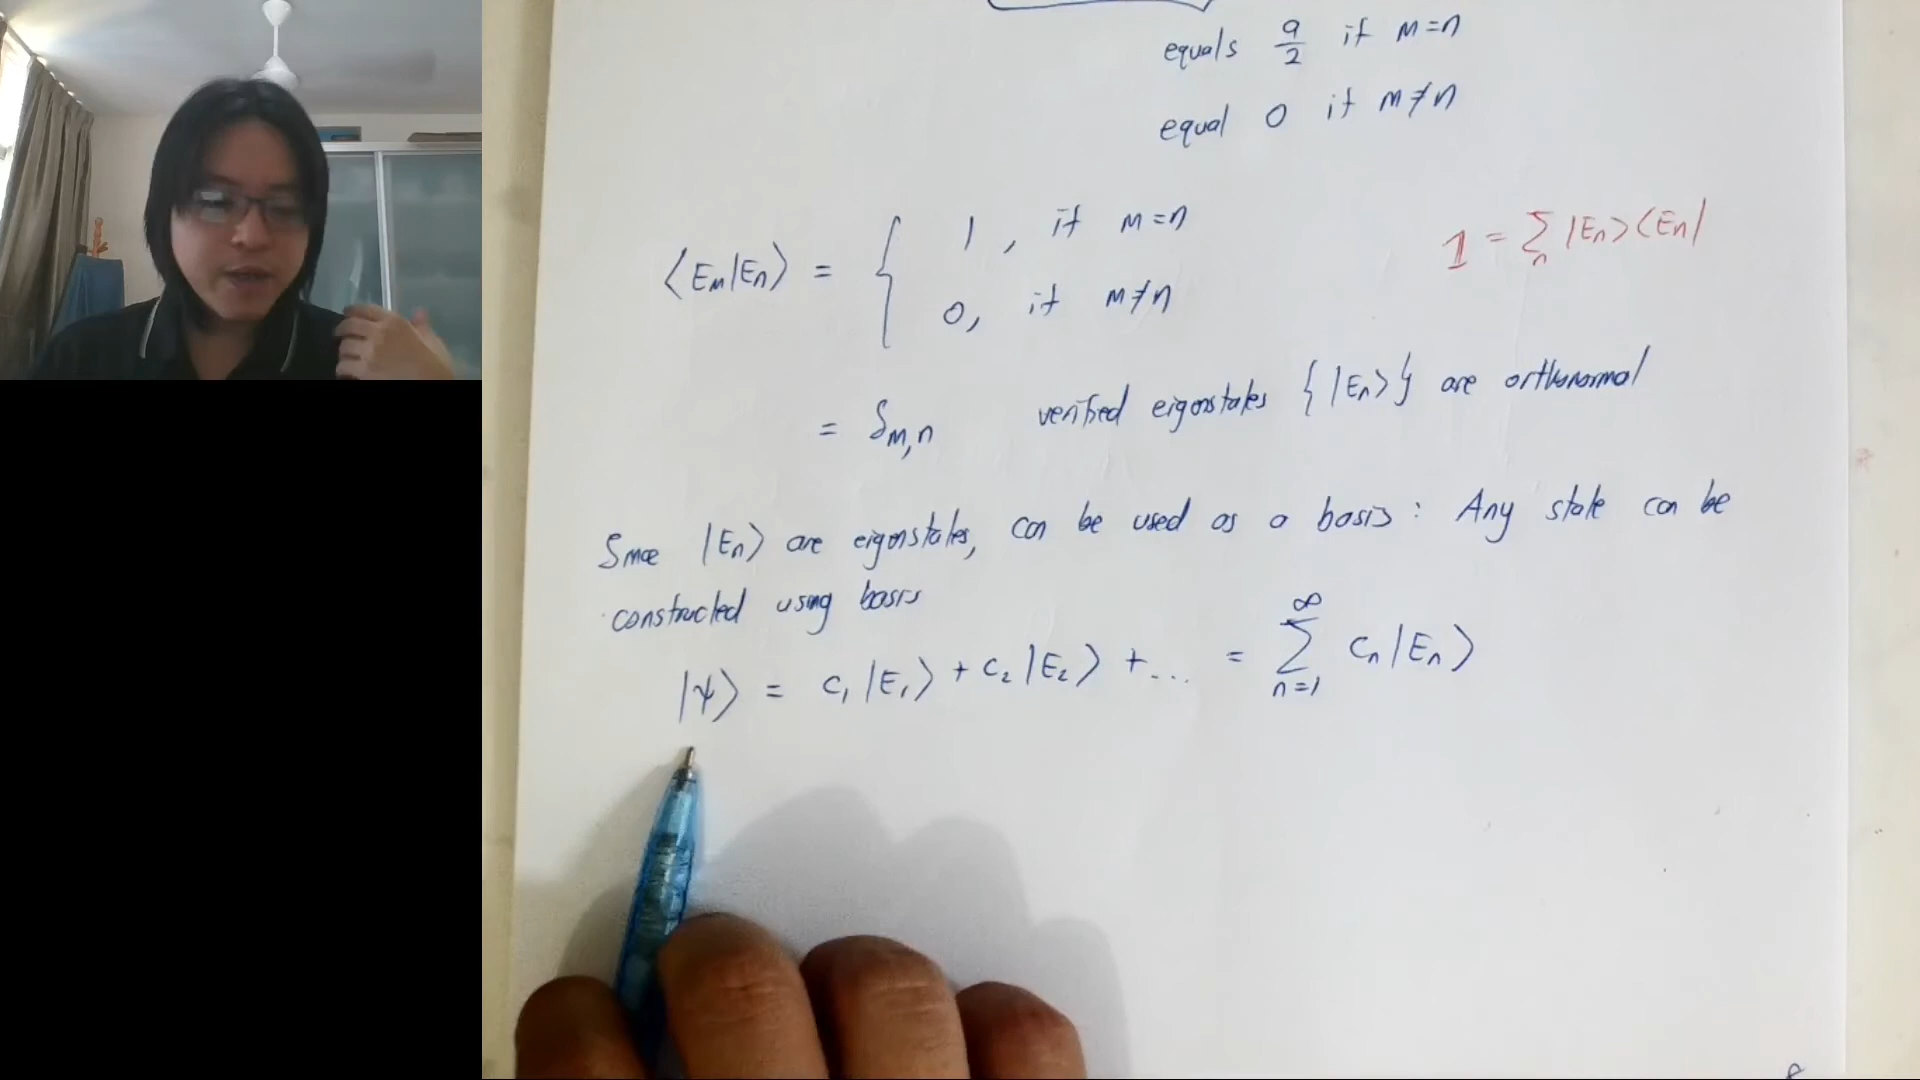 equals a/2 if m=n
equal 0 if m≠n
⟨Em|En⟩ = { 1, if m=n
0, if m≠n
𝟙 = Σn |En⟩⟨En|
= δm,n verified eigenstates {|En⟩} are orthonormal
Since |En⟩ are eigenstates, can be used as a basis: Any state can be
constructed using basis
|ψ⟩ = c₁|E₁⟩ + c₂|E₂⟩ + ... = Σ_{n=1}^{∞} cn|En⟩